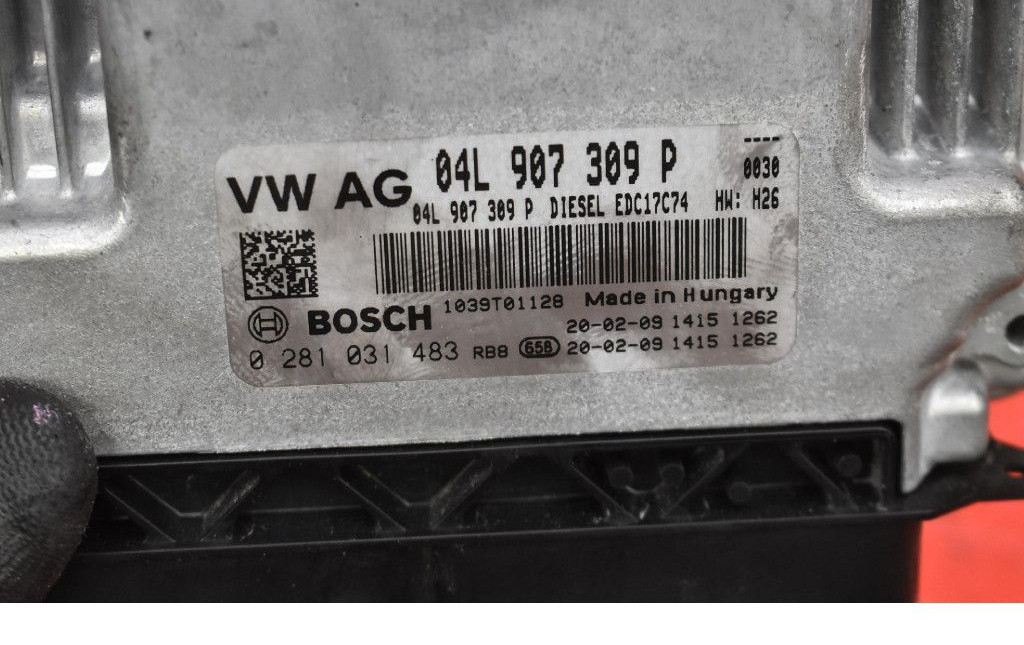 VW AG 04L 907 309 P ----
0030
04L 907 309 P DIESEL EDC17C74 HW: H26
1039T01128 Made in Hungary
BOSCH 20-02-09 1415 1262
0 281 031 483 RB8 65B 20-02-09 1415 1262